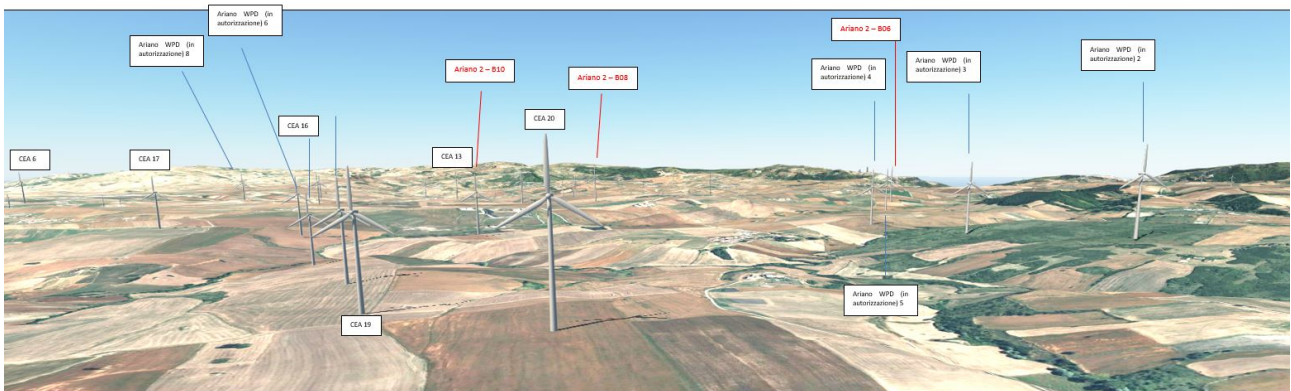 Ariano WPD (in
autorizzazione) 6
Ariano WPD (in
autorizzazione) 8
Ariano 2 – B06
Ariano WPD (in
autorizzazione) 2
Ariano WPD (in
autorizzazione) 3
Ariano WPD (in
autorizzazione) 4
Ariano 2 – B10
Ariano 2 – B08
CEA 16
CEA 20
CEA 6
CEA 17
CEA 13
Ariano WPD (in
autorizzazione) 5
CEA 19